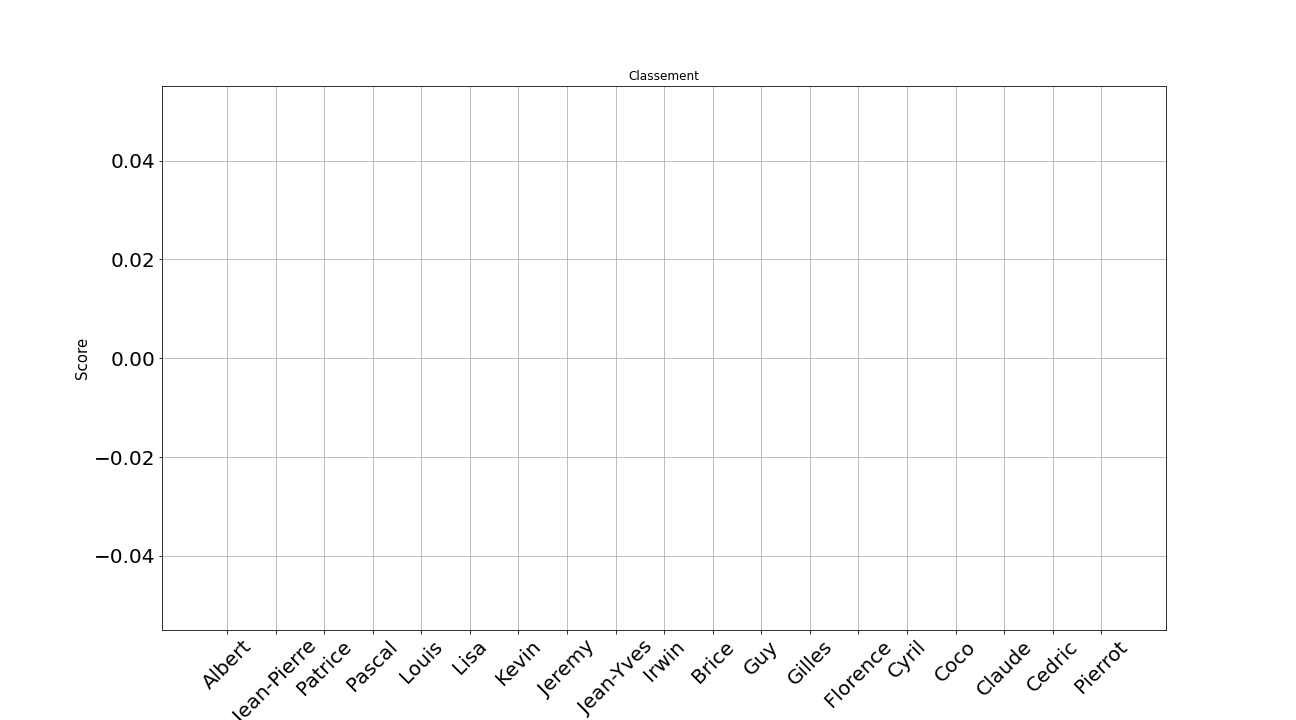 Classement
0.04
0.02
0.00
−0.02
−0.04
Score
Albert
Jean-Pierre
Patrice
Pascal
Louis
Lisa
Kevin
Jeremy
Jean-Yves
Irwin
Brice
Guy
Gilles
Florence
Cyril
Coco
Claude
Cedric
Pierrot